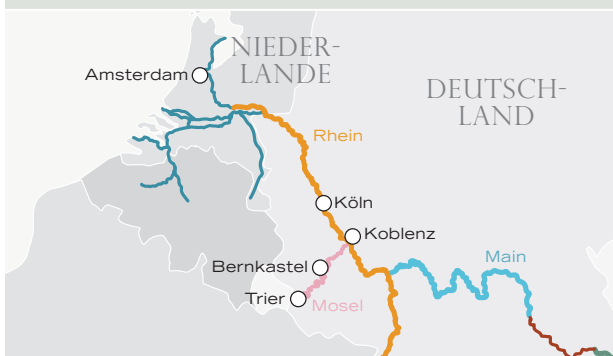 NIEDER-
LANDE
Amsterdam
DEUTSCH-
LAND
Rhein
Köln
Koblenz
Bernkastel
Main
Trier
Mosel